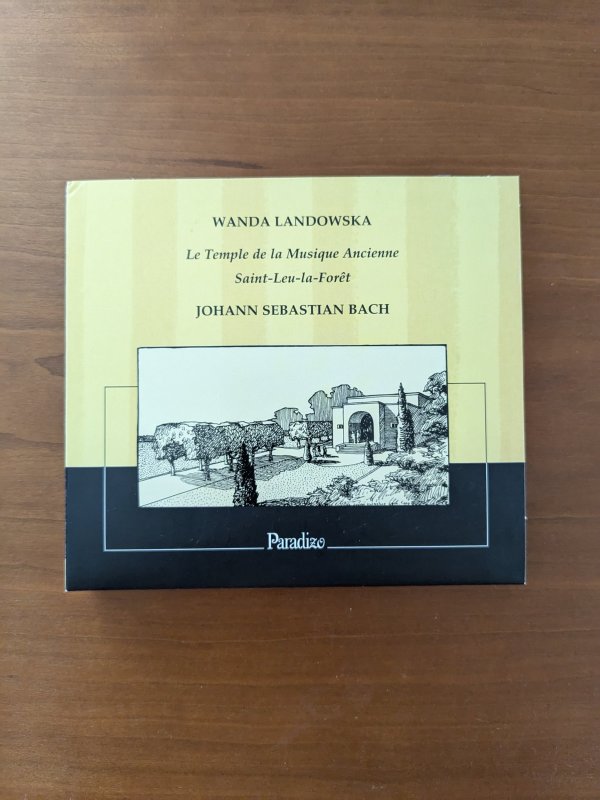 WANDA LANDOWSKA
Le Temple de la Musique Ancienne
Saint-Leu-la-Forêt
JOHANN SEBASTIAN BACH
Paradizo